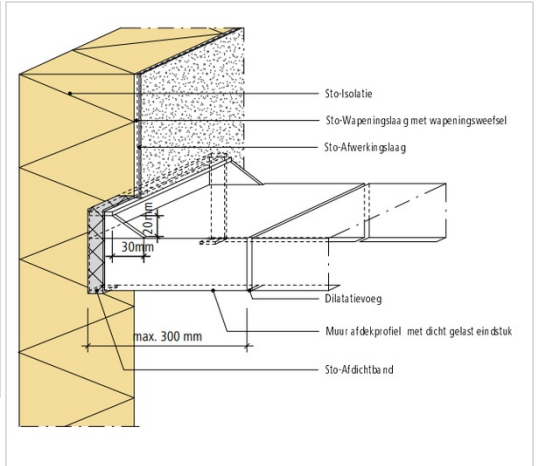 Sto-Isolatie
Sto-Wapeningslaag met wapeningsweefsel
Sto-Afwerkingslaag
20mm
30mm
Dilatatievoeg
Muur afdekprofiel met dicht gelast eindstuk
max. 300 mm
Sto-Afdichtband